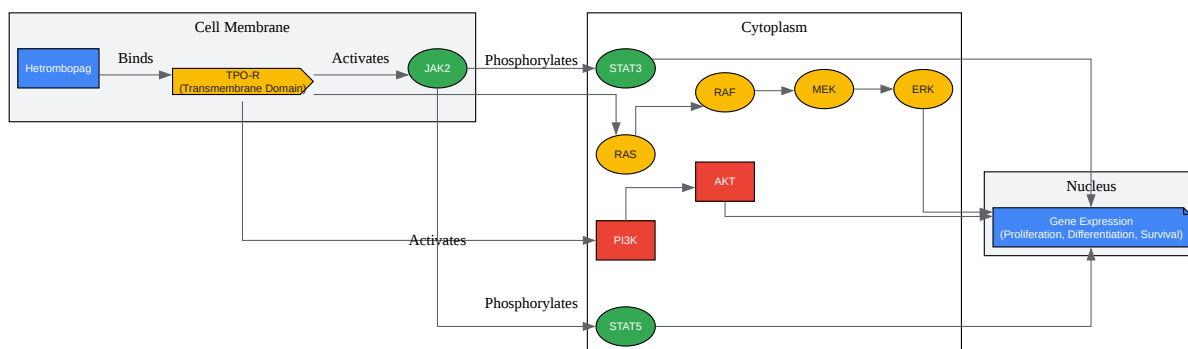 Cell Membrane
Cytoplasm
Hetrombopag
Binds
TPO-R
(Transmembrane Domain)
Activates
JAK2
Phosphorylates
STAT3
RAF
MEK
ERK
RAS
AKT
Nucleus
Gene Expression
(Proliferation, Differentiation, Survival)
Activates
PI3K
Phosphorylates
STAT5